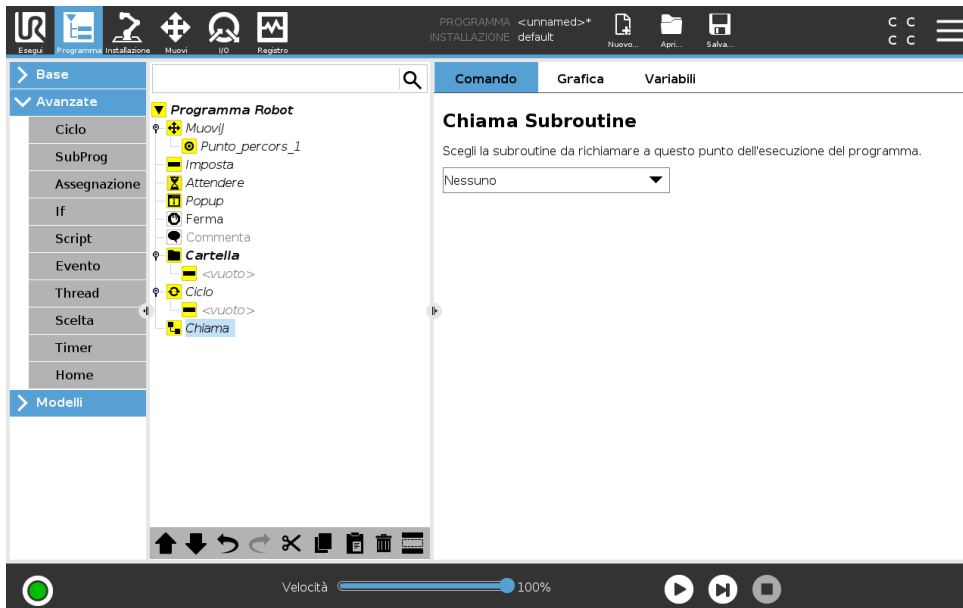 UR
PROGRAMMA <unnamed>*
INSTALLAZIONE default
Esegui Programma Installazione Muovi I/O Registro
Nuovo... Apri... Salva...
C C
C C
Base
Avanzate
Ciclo
SubProg
Assegnazione
If
Script
Evento
Thread
Scelta
Timer
Home
Modelli
Programma Robot
MuoviJ
Punto_percors_1
Imposta
Attendere
Popup
Ferma
Commenta
Cartella
<vuoto>
Ciclo
<vuoto>
Chiama
Comando Grafica Variabili
Chiama Subroutine
Scegli la subroutine da richiamare a questo punto dell'esecuzione del programma.
Nessuno
Velocità 100%